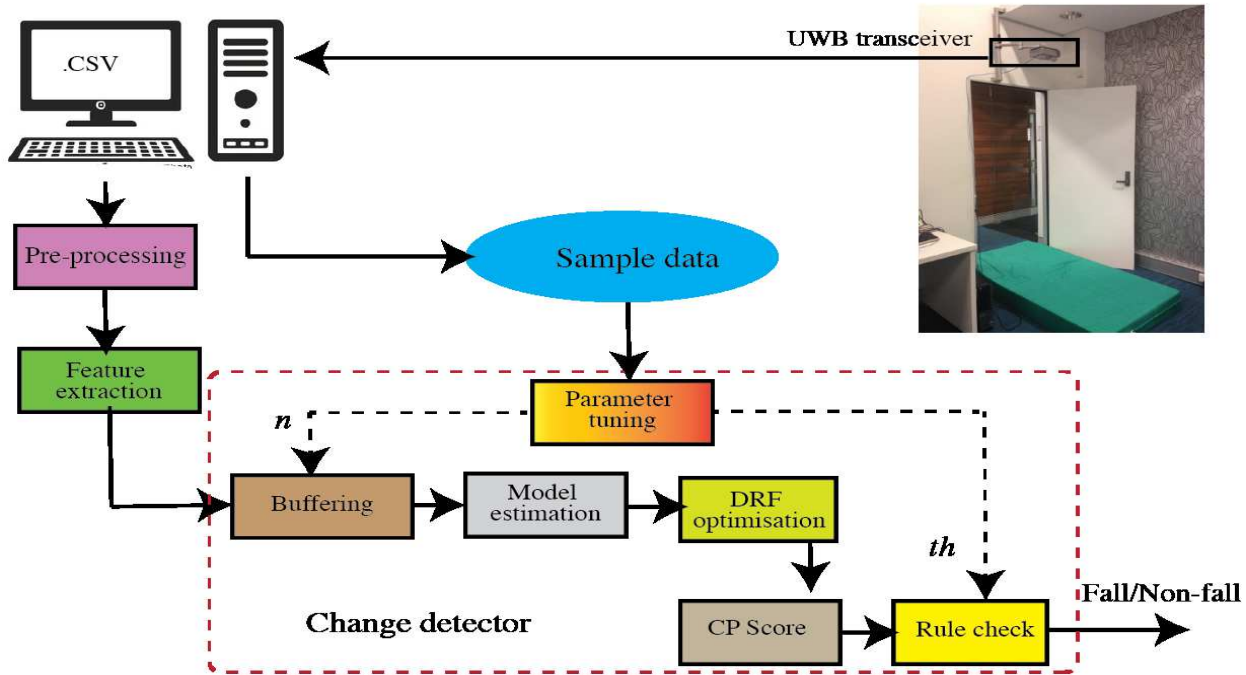 UWB transceiver
.CSV
Pre-processing
Sample data
Feature
extraction
Parameter
tuning
n
Buffering
Model
estimation
DRF
optimisation
th
Change detector
CP Score
Rule check
Fall/Non-fall